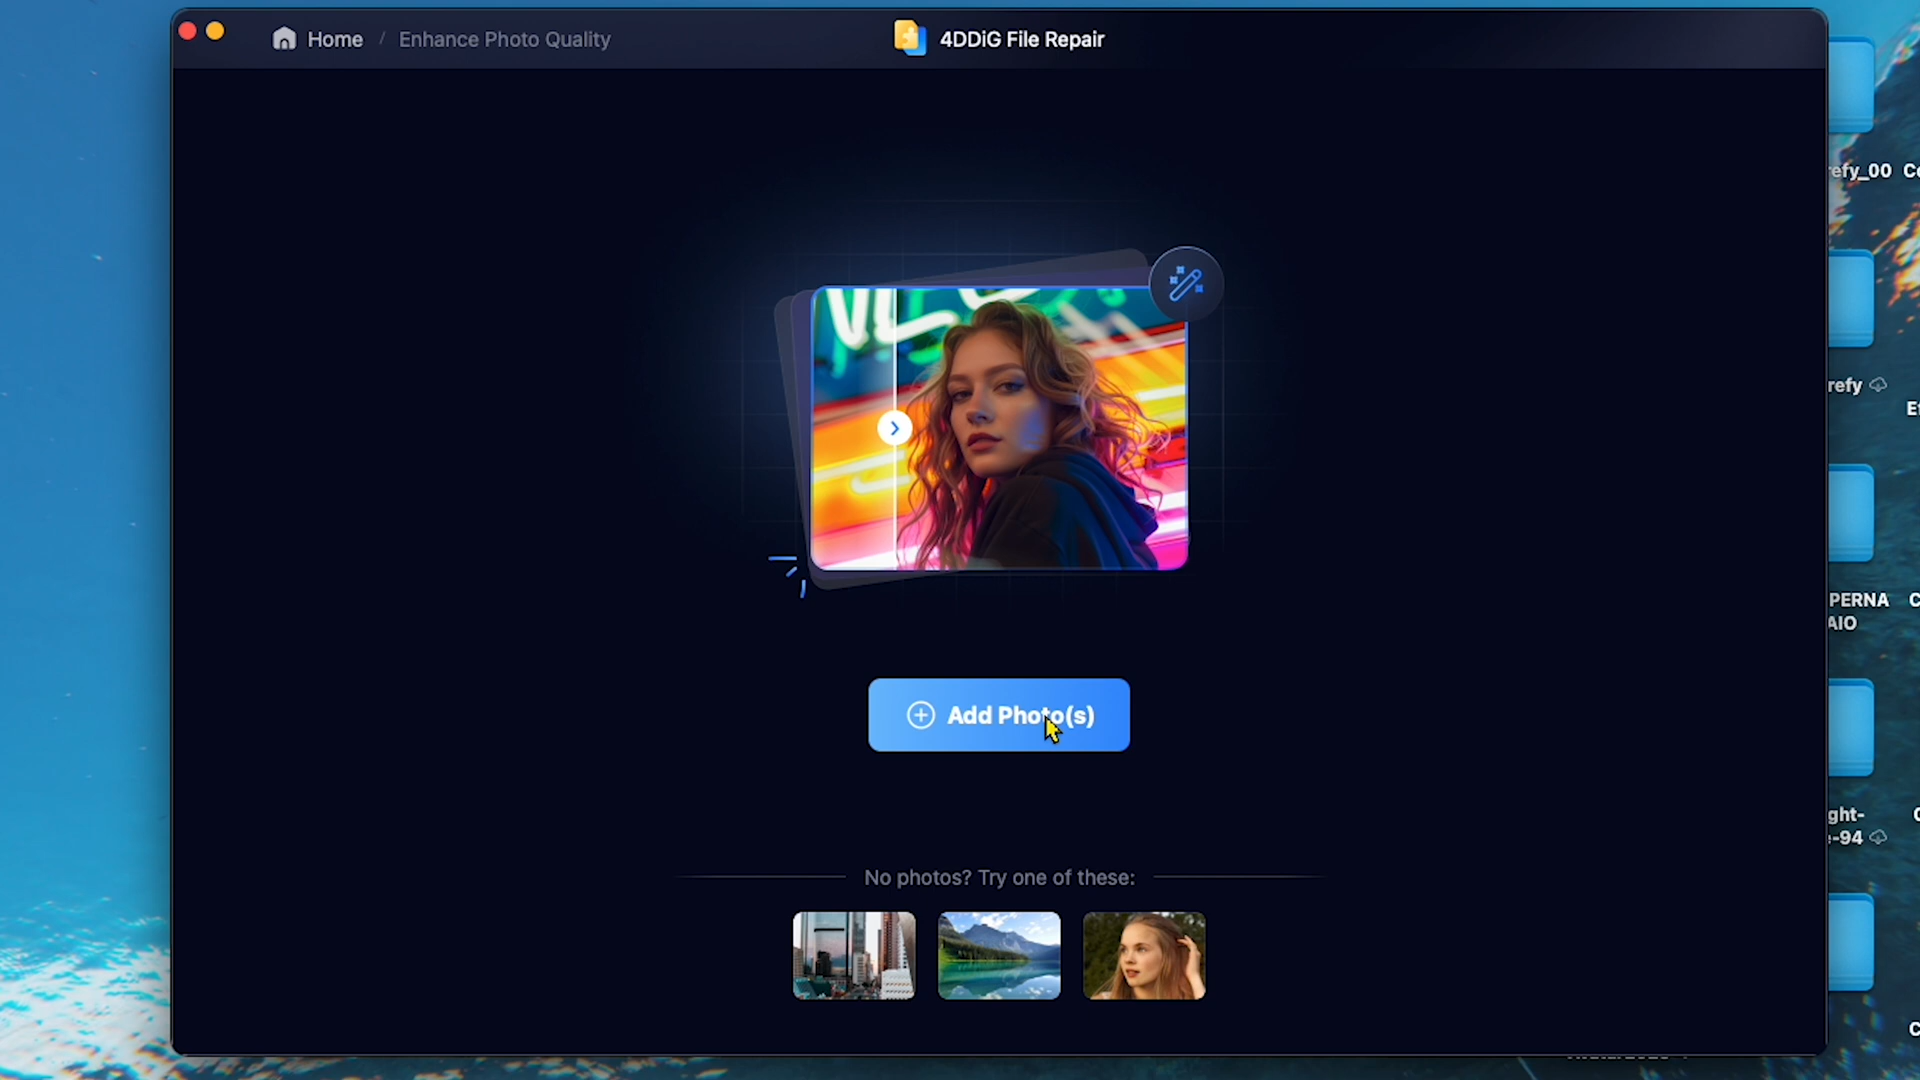 Home / Enhance Photo Quality
4DDiG File Repair
efy_00
refy
PERNA
AIO
Add Photo(s)
ght-
-94
No photos? Try one of these: